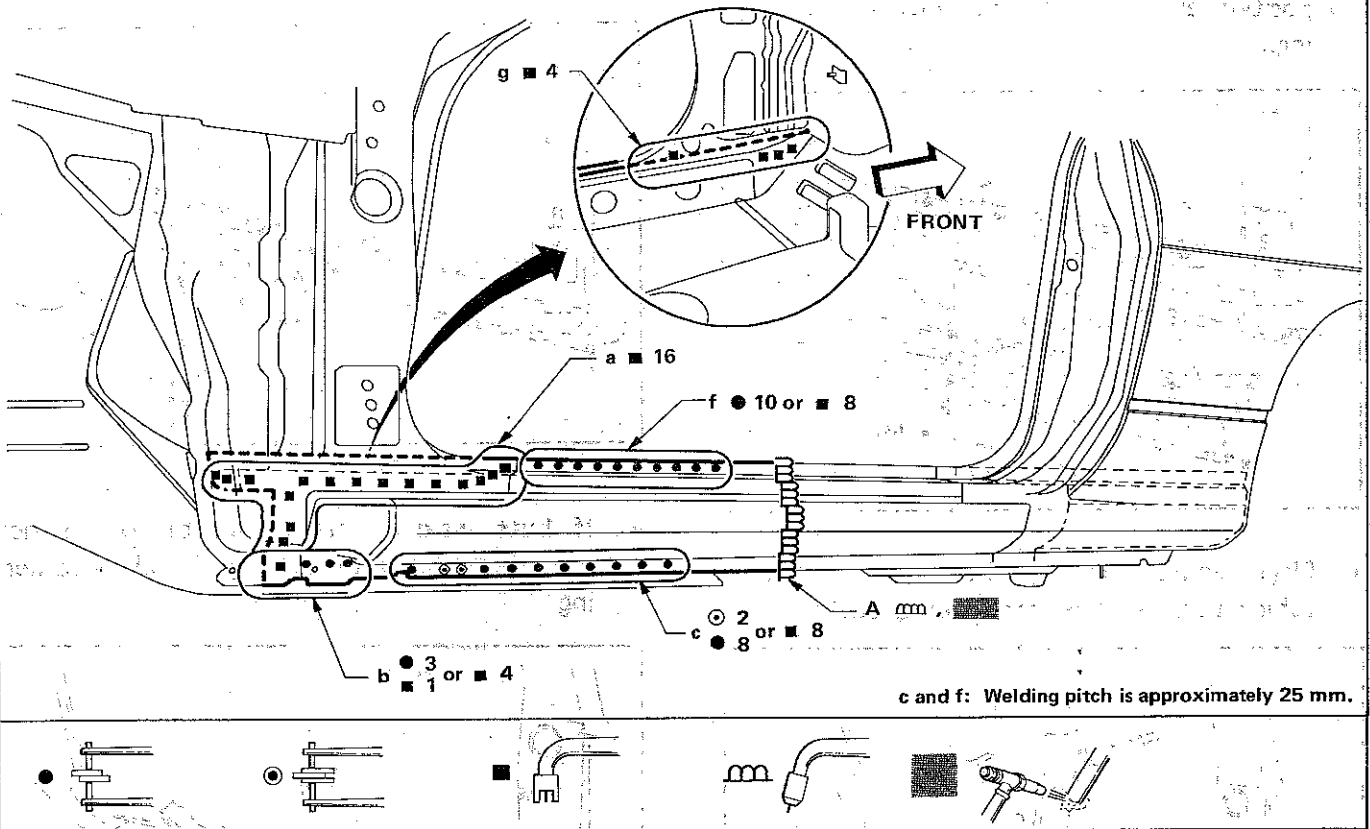 g ■ 4
FRONT
a ■ 16
f ● 10 or ■ 8
A
c ⊙ 2 ● 8 or ■ 8
b ● 3 ■ 1 or ■ 4
c and f: Welding pitch is approximately 25 mm.